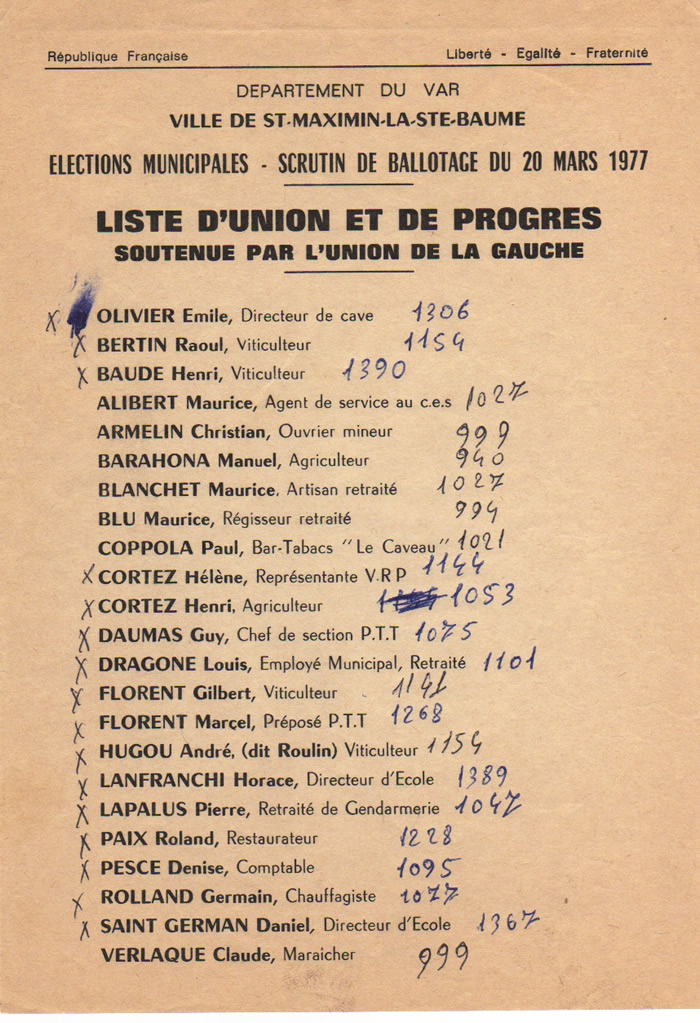 République Française Liberté - Egalité - Fraternité
DEPARTEMENT DU VAR
VILLE DE ST-MAXIMIN-LA-STE-BAUME
ELECTIONS MUNICIPALES - SCRUTIN DE BALLOTAGE DU 20 MARS 1977
LISTE D'UNION ET DE PROGRES
SOUTENUE PAR L'UNION DE LA GAUCHE
X OLIVIER Emile, Directeur de cave 1306
X BERTIN Raoul, Viticulteur 1154
X BAUDE Henri, Viticulteur 1390
ALIBERT Maurice, Agent de service au c.e.s 1027
ARMELIN Christian, Ouvrier mineur 999
BARAHONA Manuel, Agriculteur 940
BLANCHET Maurice, Artisan retraité 1027
BLU Maurice, Régisseur retraité 994
COPPOLA Paul, Bar-Tabacs "Le Caveau" 1021
X CORTEZ Hélène, Représentante V.R.P 1144
X CORTEZ Henri, Agriculteur 1053
X DAUMAS Guy, Chef de section P.T.T 1075
X DRAGONE Louis, Employé Municipal, Retraité 1101
X FLORENT Gilbert, Viticulteur 1141
X FLORENT Marcel, Préposé P.T.T 1268
X HUGOU André, (dit Roulin) Viticulteur 1154
X LANFRANCHI Horace, Directeur d'Ecole 1389
X LAPALUS Pierre, Retraité de Gendarmerie 1047
X PAIX Roland, Restaurateur 1228
X PESCE Denise, Comptable 1095
X ROLLAND Germain, Chauffagiste 1077
X SAINT GERMAN Daniel, Directeur d'Ecole 1367
VERLAQUE Claude, Maraicher 999